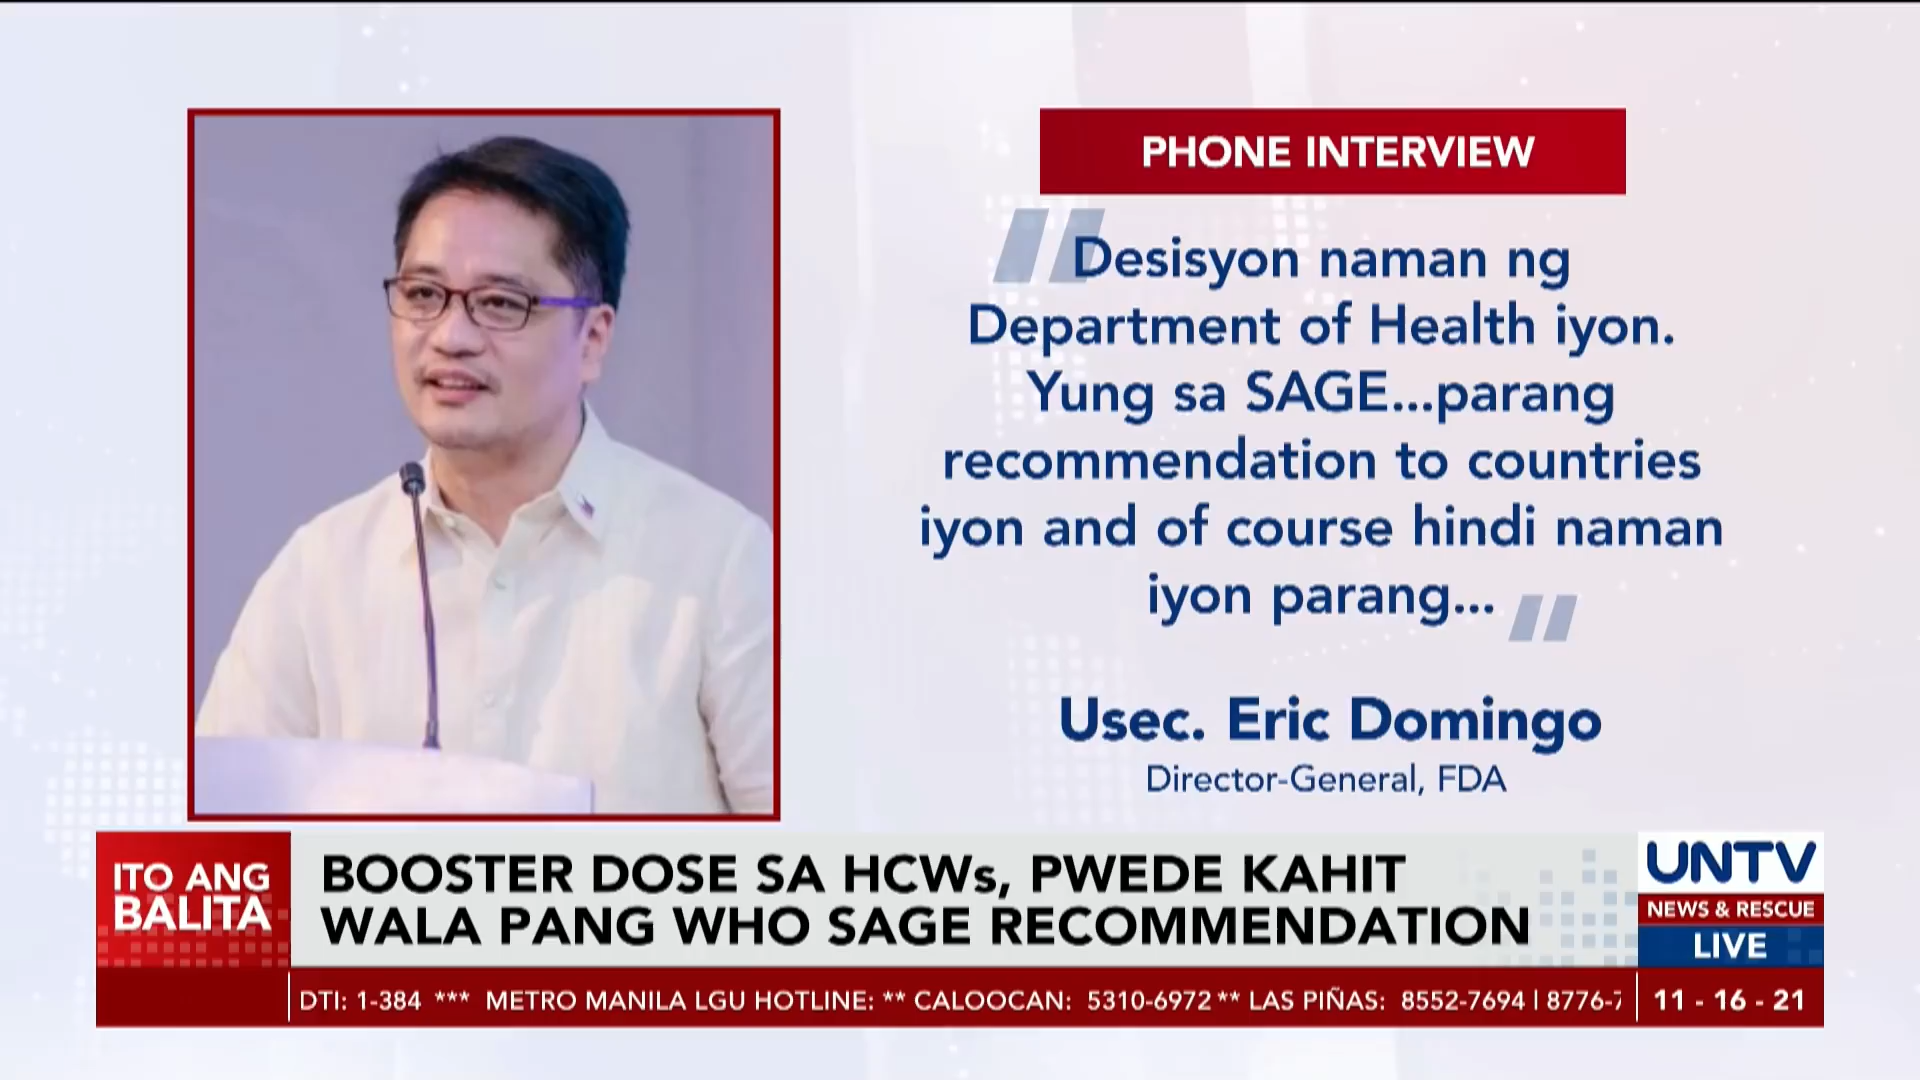 PHONE INTERVIEW
"Desisyon naman ng
Department of Health iyon.
Yung sa SAGE...parang
recommendation to countries
iyon and of course hindi naman
iyon parang..."
Usec. Eric Domingo
Director-General, FDA
ITO ANG
BALITA
BOOSTER DOSE SA HCWs, PWEDE KAHIT
WALA PANG WHO SAGE RECOMMENDATION
UNTV
NEWS & RESCUE
LIVE
DTI: 1-384 *** METRO MANILA LGU HOTLINE: ** CALOOCAN: 5310-6972 ** LAS PIÑAS: 8552-7694 | 8776-
11 - 16 - 21